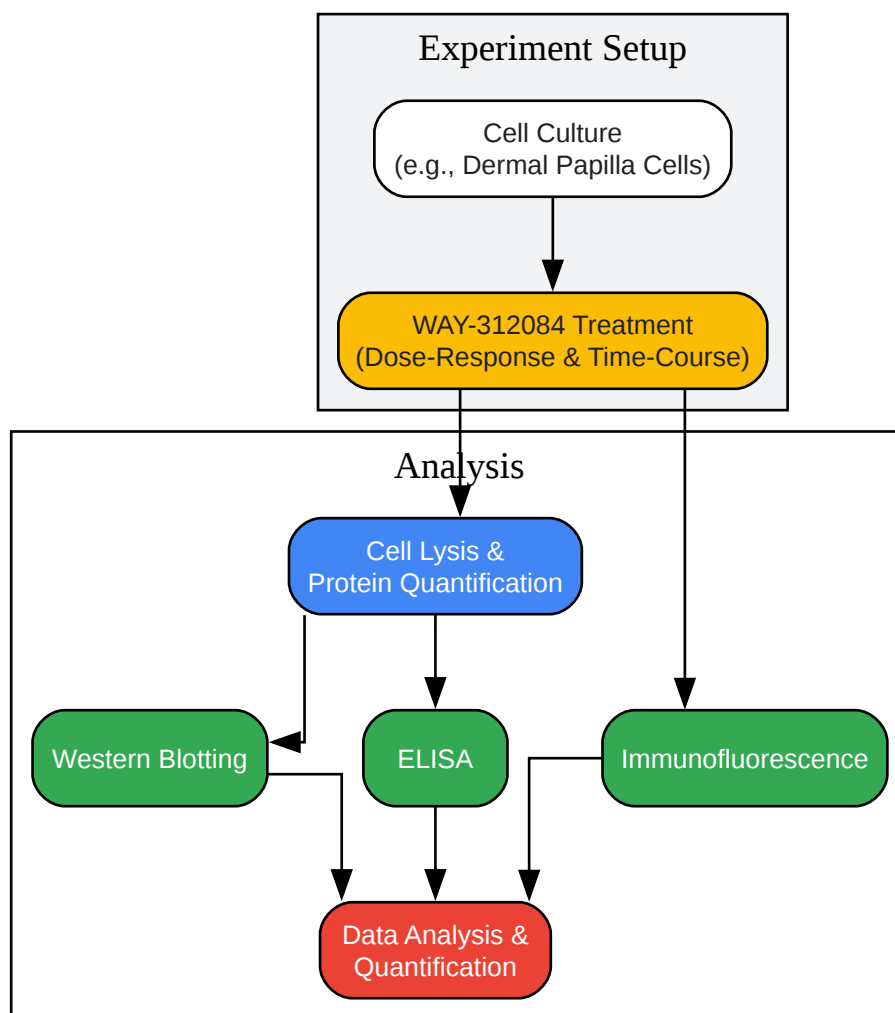 Experiment Setup
Cell Culture
(e.g., Dermal Papilla Cells)
WAY-312084 Treatment
(Dose-Response & Time-Course)
Analysis
Cell Lysis &
Protein Quantification
Western Blotting
ELISA
Immunofluorescence
Data Analysis &
Quantification